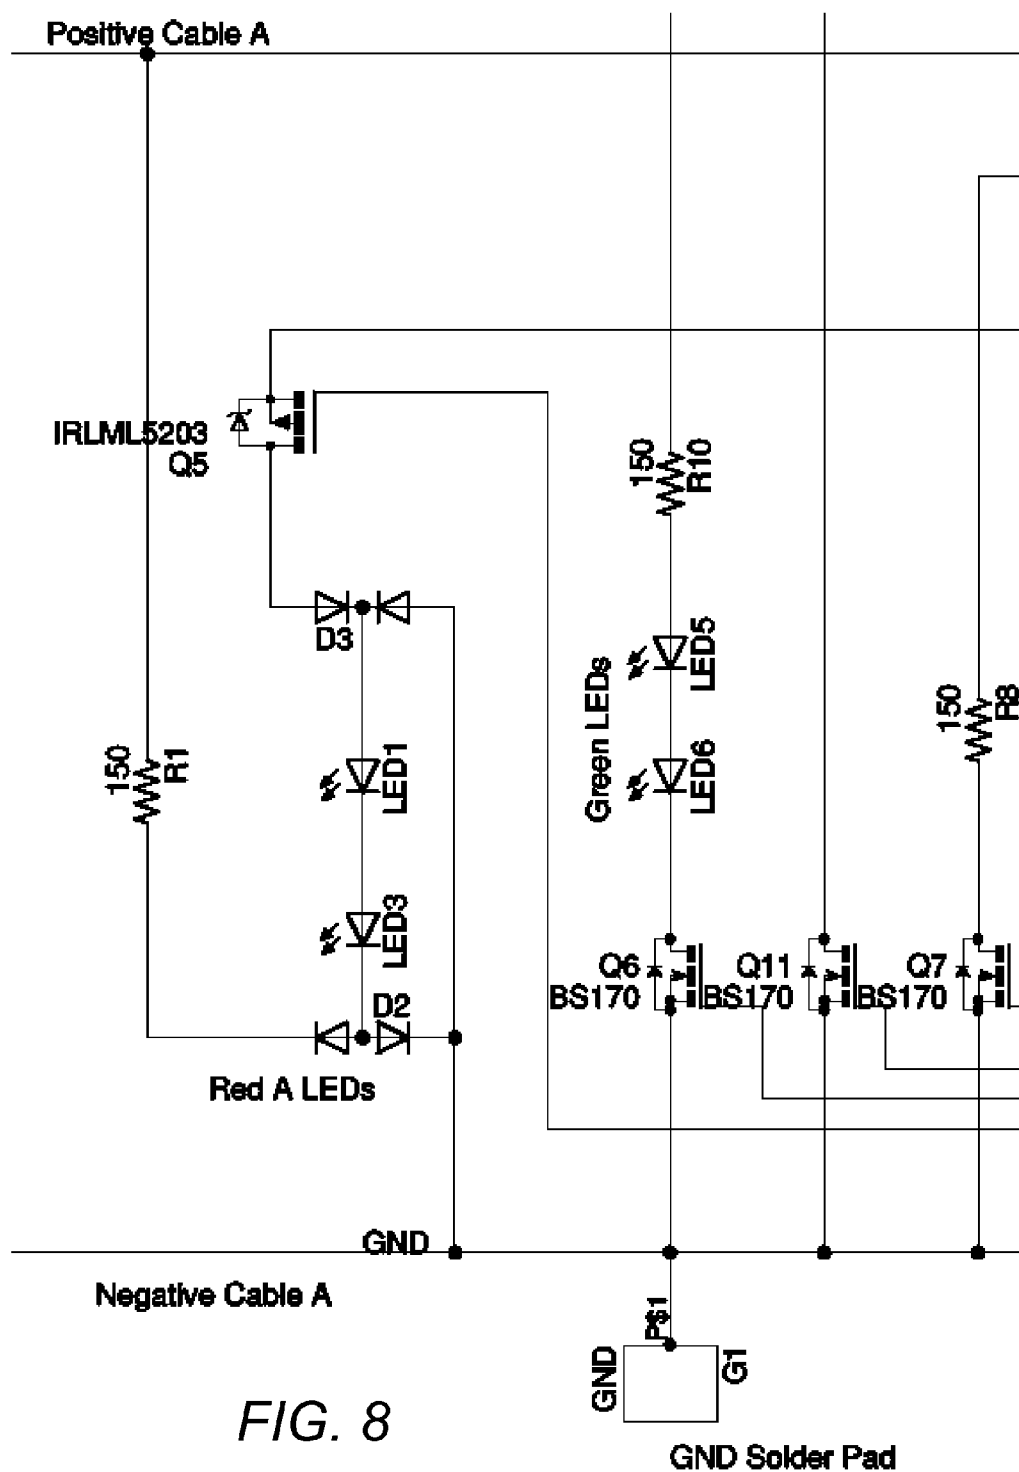 Positive Cable A
IRLML5203
Q5
150
R10
D3
Green LEDs
LED5
LED6
150
R8
150
R1
LED1
LED3
D2
Red A LEDs
Q6
BS170
Q11
BS170
Q7
BS170
GND
Negative Cable A
P$1
GND
G1
GND Solder Pad
FIG. 8